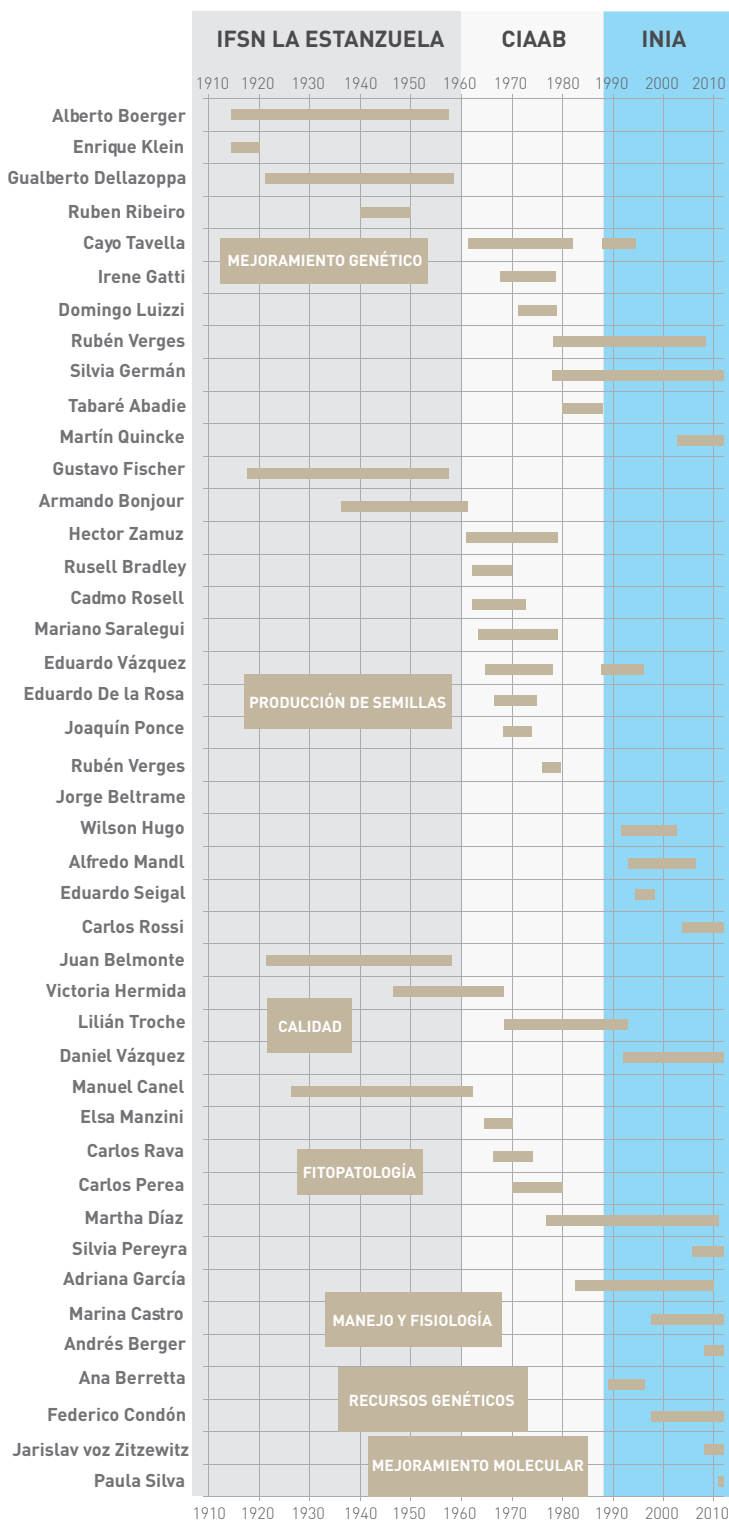 IFSN LA ESTANZUELA CIAAB INIA
1910 1920 1930 1940 1950 1960 1970 1980 1990 2000 2010
Alberto Boerger
Enrique Klein
Gualberto Dellazoppa
Ruben Ribeiro
Cayo Tavella
MEJORAMIENTO GENÉTICO
Irene Gatti
Domingo Luizzi
Rubén Verges
Silvia Germán
Tabaré Abadie
Martín Quincke
Gustavo Fischer
Armando Bonjour
Hector Zamuz
Rusell Bradley
Cadmo Rosell
Mariano Saralegui
Eduardo Vázquez
Eduardo De la Rosa
PRODUCCIÓN DE SEMILLAS
Joaquín Ponce
Rubén Verges
Jorge Beltrame
Wilson Hugo
Alfredo Mandl
Eduardo Seigal
Carlos Rossi
Juan Belmonte
Victoria Hermida
Lilián Troche
CALIDAD
Daniel Vázquez
Manuel Canel
Elsa Manzini
Carlos Rava
FITOPATOLOGÍA
Carlos Perea
Martha Díaz
Silvia Pereyra
Adriana García
Marina Castro
MANEJO Y FISIOLOGÍA
Andrés Berger
Ana Berretta
RECURSOS GENÉTICOS
Federico Condón
Jarislav voz Zitzewitz
MEJORAMIENTO MOLECULAR
Paula Silva
1910 1920 1930 1940 1950 1960 1970 1980 1990 2000 2010